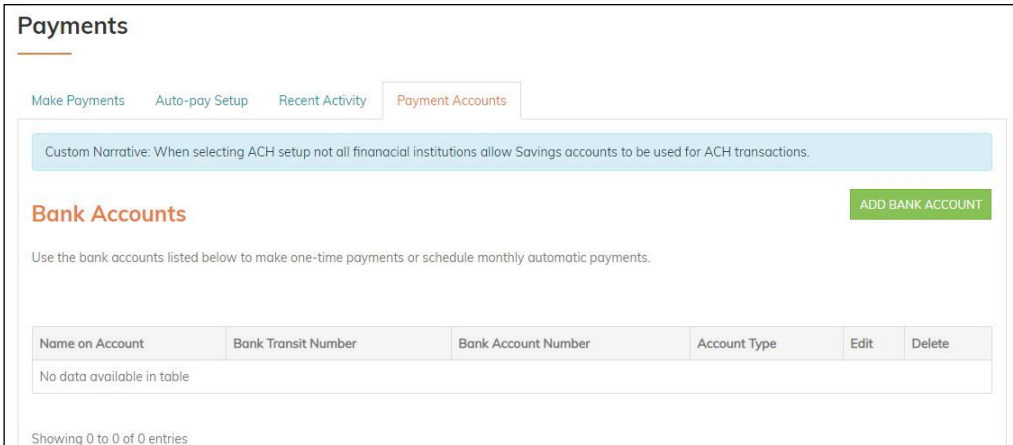 Payments
Make Payments Auto-pay Setup Recent Activity Payment Accounts
Custom Narrative: When selecting ACH setup not all finanacial institutions allow Savings accounts to be used for ACH transactions.
Bank Accounts
ADD BANK ACCOUNT
Use the bank accounts listed below to make one-time payments or schedule monthly automatic payments.
Name on Account Bank Transit Number Bank Account Number Account Type Edit Delete
No data available in table
Showing 0 to 0 of 0 entries